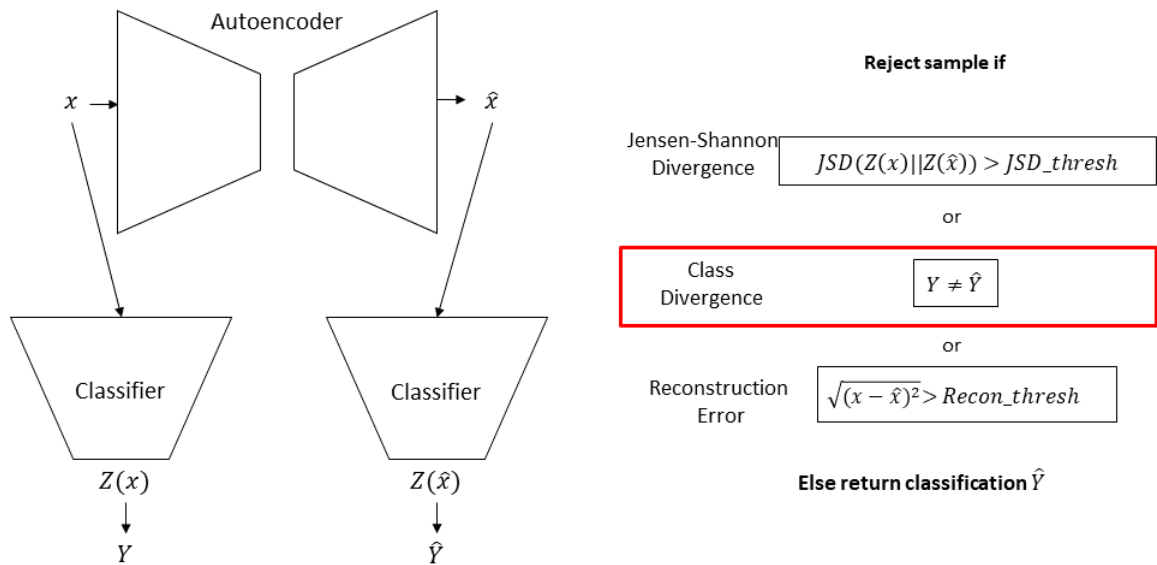 Autoencoder
x
x̂
Classifier
Classifier
Z(x)
Z(x̂)
Y
Ŷ
Reject sample if
Jensen-Shannon
Divergence
JSD(Z(x)||Z(x̂)) > JSD_thresh
or
Class
Divergence
Y ≠ Ŷ
or
Reconstruction
Error
√(x − x̂)² > Recon_thresh
Else return classification Ŷ